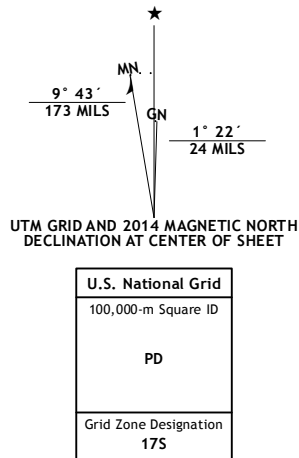 ★
MN
GN
9° 43´
173 MILS
1° 22´
24 MILS
UTM GRID AND 2014 MAGNETIC NORTH
DECLINATION AT CENTER OF SHEET
U.S. National Grid
100,000-m Square ID
PD
Grid Zone Designation
17S